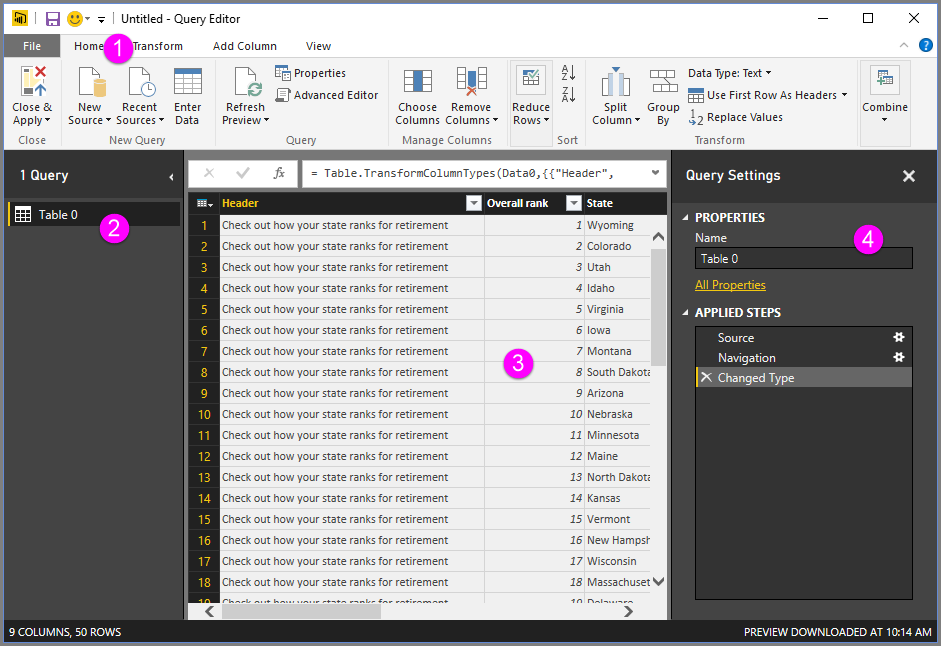 Untitled - Query Editor
File Home Transform Add Column View
1
Close & Apply
New Source
Recent Sources
Enter Data
Refresh Preview
Properties
Advanced Editor
Choose Columns
Remove Columns
Reduce Rows
A Z
Z A
Split Column
Group By
Data Type: Text
Use First Row As Headers
1 2 Replace Values
Combine
Close New Query Query Manage Columns Sort Transform
1 Query
Table 0
2
fx = Table.TransformColumnTypes(Data0,{{"Header",
Header Overall rank State
1 Check out how your state ranks for retirement 1 Wyoming
2 Check out how your state ranks for retirement 2 Colorado
3 Check out how your state ranks for retirement 3 Utah
4 Check out how your state ranks for retirement 4 Idaho
5 Check out how your state ranks for retirement 5 Virginia
6 Check out how your state ranks for retirement 6 Iowa
7 Check out how your state ranks for retirement 7 Montana
3
8 Check out how your state ranks for retirement 8 South Dakota
9 Check out how your state ranks for retirement 9 Arizona
10 Check out how your state ranks for retirement 10 Nebraska
11 Check out how your state ranks for retirement 11 Minnesota
12 Check out how your state ranks for retirement 12 Maine
13 Check out how your state ranks for retirement 13 North Dakota
14 Check out how your state ranks for retirement 14 Kansas
15 Check out how your state ranks for retirement 15 Vermont
16 Check out how your state ranks for retirement 16 New Hampsh
17 Check out how your state ranks for retirement 17 Wisconsin
18 Check out how your state ranks for retirement 18 Massachuset
19 Check out how your state ranks for retirement 19 Delaware
Query Settings
PROPERTIES
Name
4
Table 0
All Properties
APPLIED STEPS
Source
Navigation
Changed Type
9 COLUMNS, 50 ROWS
PREVIEW DOWNLOADED AT 10:14 AM